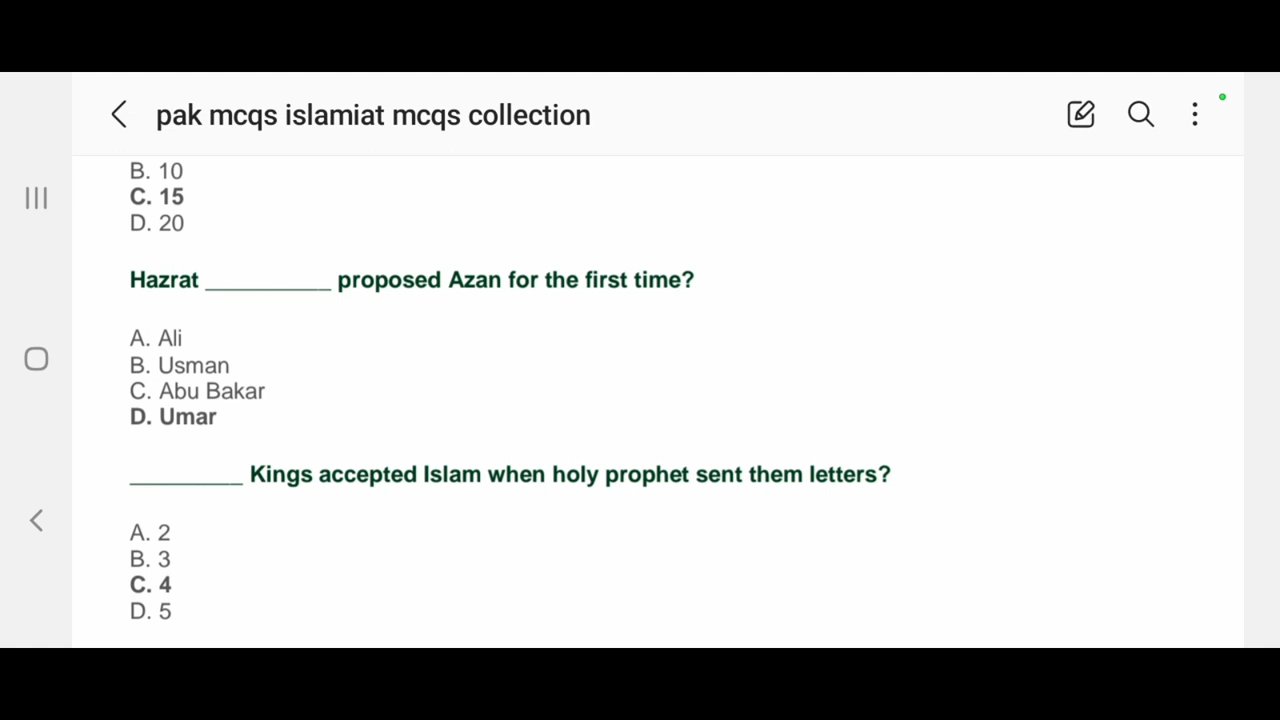 pak mcqs islamiat mcqs collection
B. 10
C. 15
D. 20
Hazrat __________ proposed Azan for the first time?
A. Ali
B. Usman
C. Abu Bakar
D. Umar
_________ Kings accepted Islam when holy prophet sent them letters?
A. 2
B. 3
C. 4
D. 5